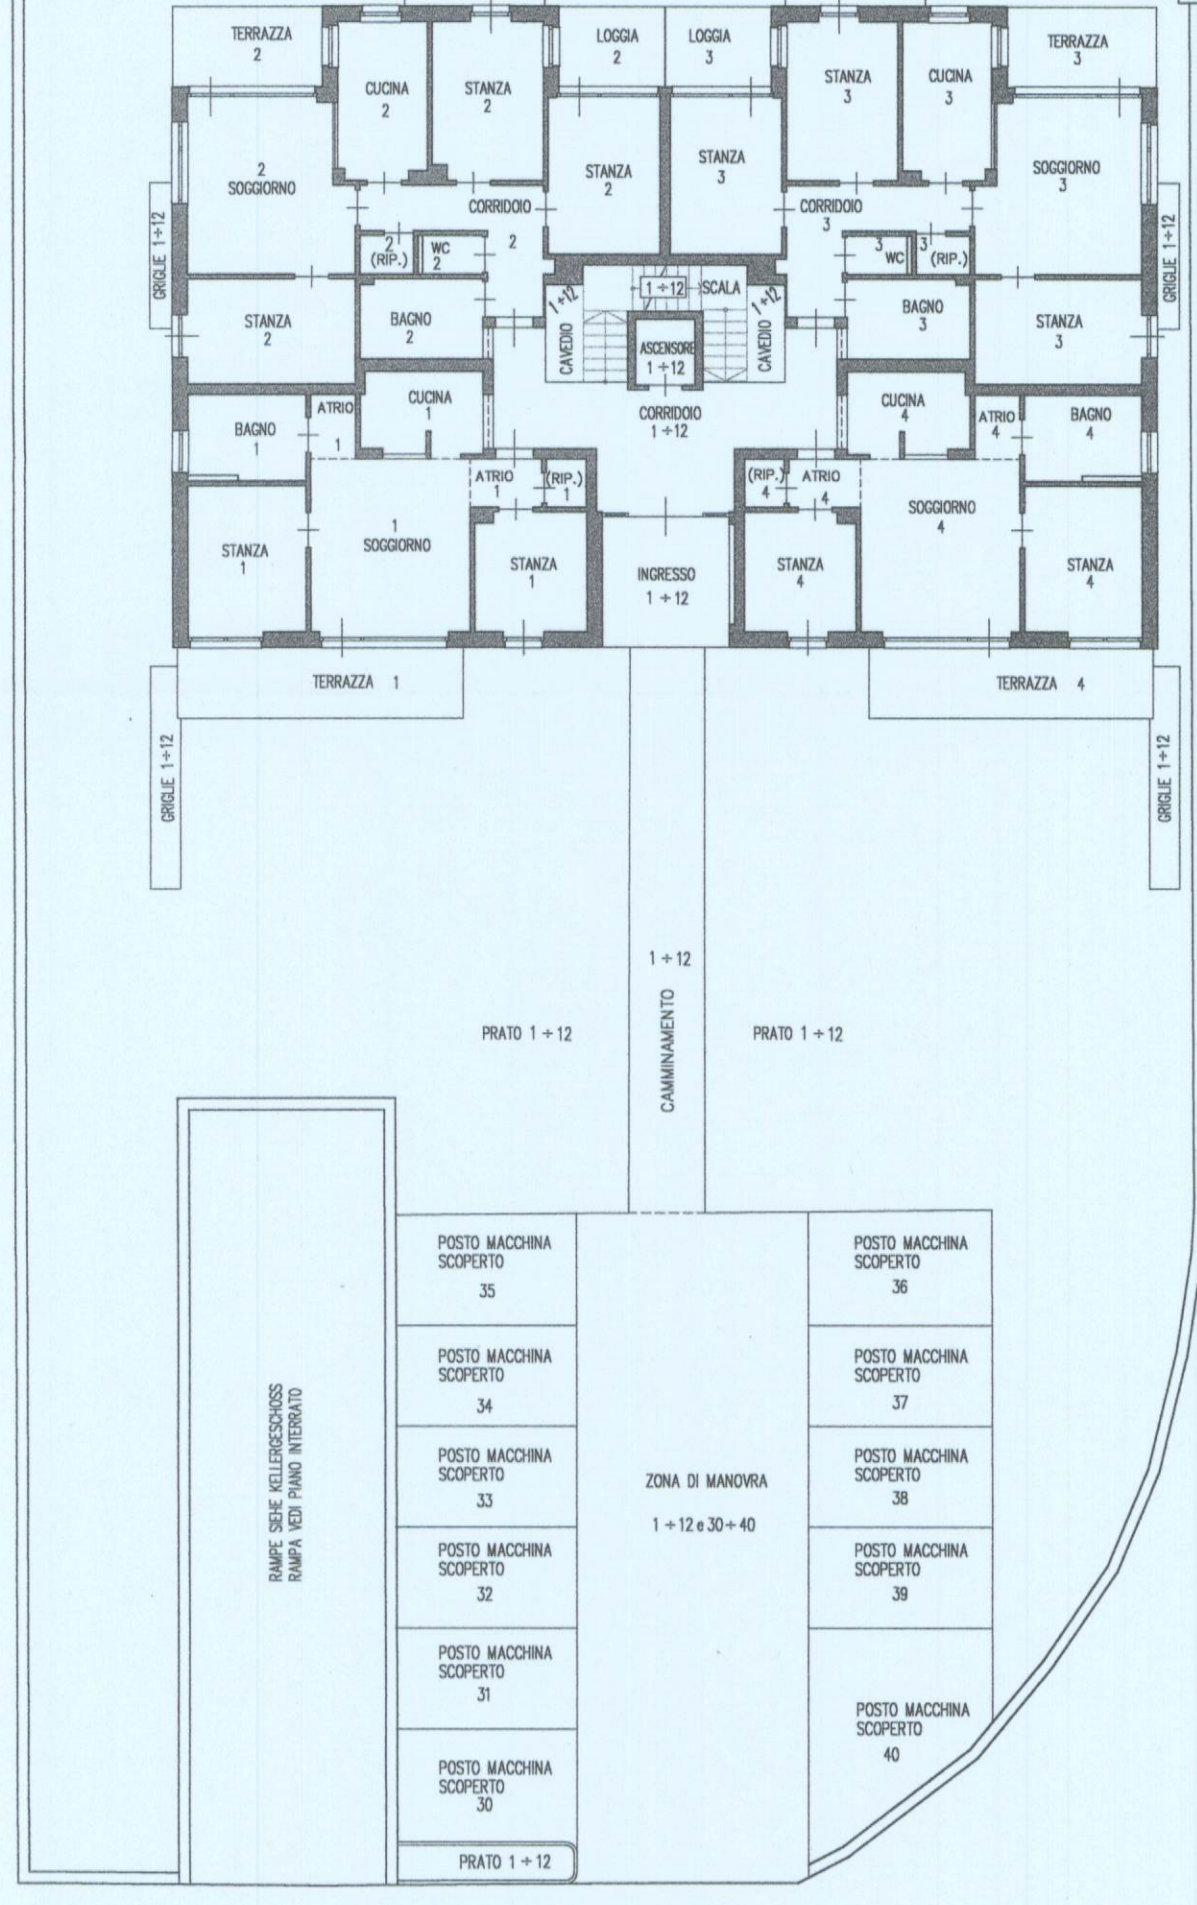 TERRAZZA
2
CUCINA
2
STANZA
2
LOGGIA
2
LOGGIA
3
STANZA
3
CUCINA
3
TERRAZZA
3
2
SOGGIORNO
STANZA
2
STANZA
3
SOGGIORNO
3
GRIGLIE 1÷12
CORRIDOIO
2
CORRIDOIO
3
GRIGLIE 1÷12
2
(RIP.)
WC
2
3
WC
3
(RIP.)
STANZA
2
BAGNO
2
CAVEDIO 1÷12
1÷12
SCALA
ASCENSORE
1÷12
CAVEDIO 1÷12
BAGNO
3
STANZA
3
BAGNO
1
ATRIO
1
CUCINA
1
CORRIDOIO
1÷12
CUCINA
4
ATRIO
4
BAGNO
4
ATRIO
1
(RIP.)
1
(RIP.)
4
ATRIO
4
STANZA
1
1
SOGGIORNO
STANZA
1
INGRESSO
1÷12
STANZA
4
SOGGIORNO
4
STANZA
4
TERRAZZA 1
TERRAZZA 4
GRIGLIE 1÷12
GRIGLIE 1÷12
1÷12
CAMMINAMENTO
PRATO 1÷12
PRATO 1÷12
RAMPE SIEHE KELLERGESCHOSS
RAMPA VEDI PIANO INTERRATO
POSTO MACCHINA
SCOPERTO
35
POSTO MACCHINA
SCOPERTO
34
POSTO MACCHINA
SCOPERTO
33
POSTO MACCHINA
SCOPERTO
32
POSTO MACCHINA
SCOPERTO
31
POSTO MACCHINA
SCOPERTO
30
PRATO 1÷12
ZONA DI MANOVRA
1÷12 e 30÷40
POSTO MACCHINA
SCOPERTO
36
POSTO MACCHINA
SCOPERTO
37
POSTO MACCHINA
SCOPERTO
38
POSTO MACCHINA
SCOPERTO
39
POSTO MACCHINA
SCOPERTO
40